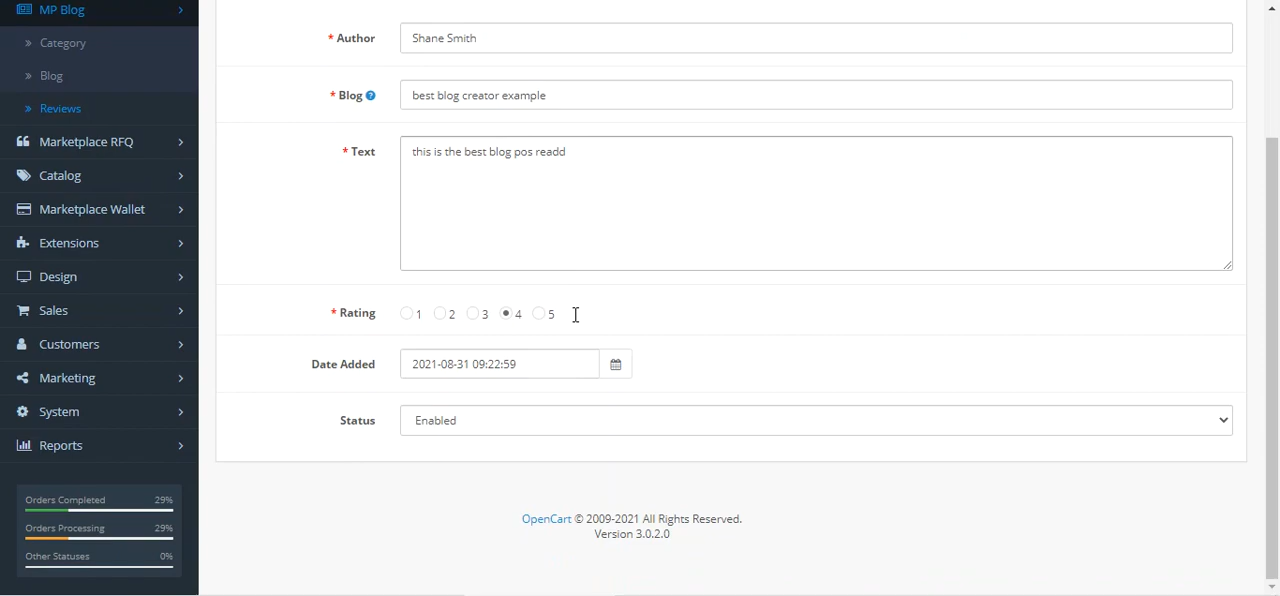 MP Blog
Category
Blog
Reviews
Marketplace RFQ
Catalog
Marketplace Wallet
Extensions
Design
Sales
Customers
Marketing
System
Reports
Orders Completed 29%
Orders Processing 29%
Other Statuses 0%
* Author Shane Smith
* Blog best blog creator example
* Text this is the best blog pos readd
* Rating 1 2 3 4 5
Date Added 2021-08-31 09:22:59
Status Enabled
OpenCart © 2009-2021 All Rights Reserved.
Version 3.0.2.0